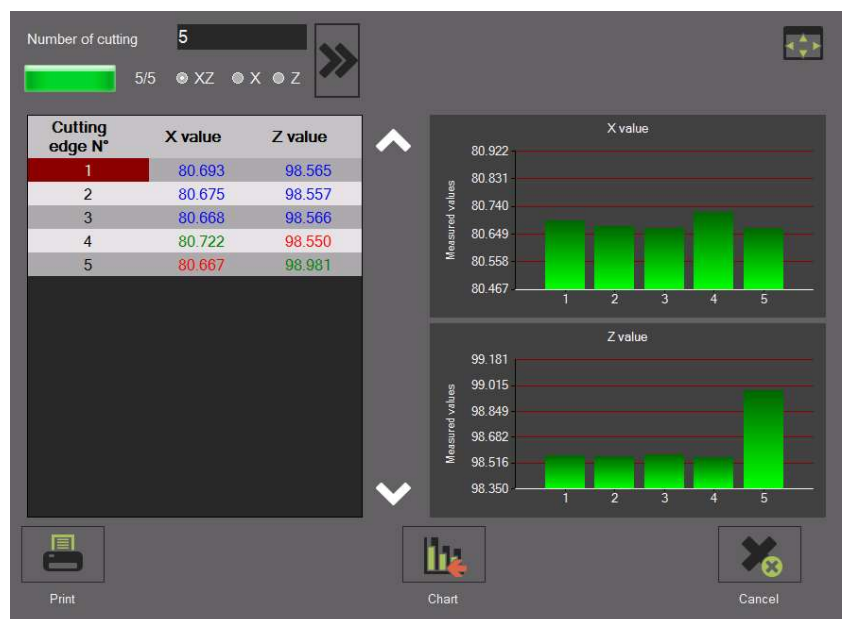 Number of cutting 5
5/5 XZ X Z
Cutting edge N° X value Z value
1 80.693 98.565
2 80.675 98.557
3 80.668 98.566
4 80.722 98.550
5 80.667 98.981
X value
Measured values
80.922
80.831
80.740
80.649
80.558
80.467
1 2 3 4 5
Z value
Measured values
99.181
99.015
98.849
98.682
98.516
98.350
1 2 3 4 5
Print Chart Cancel